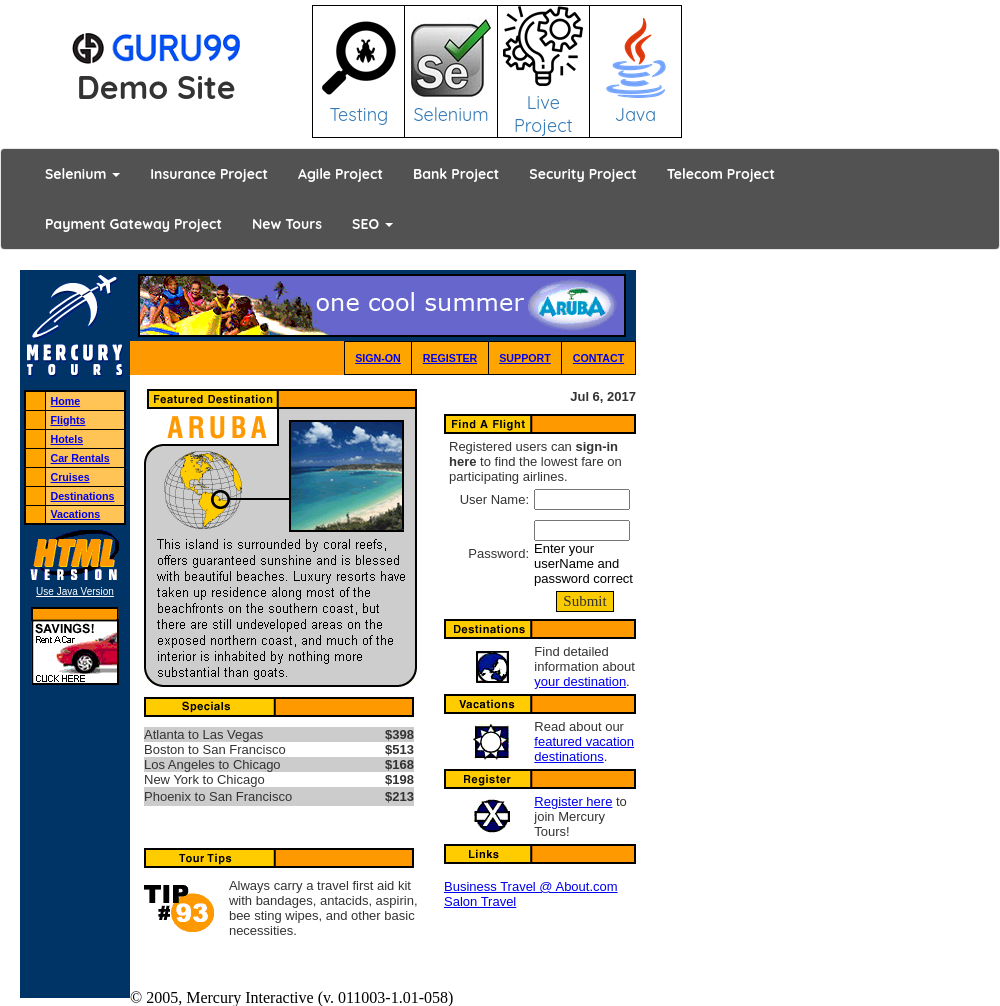 GURU99
Demo Site
Testing
Se
Selenium
Live
Project
Java
Selenium
Insurance Project
Agile Project
Bank Project
Security Project
Telecom Project
Payment Gateway Project
New Tours
SEO
MERCURY
TOURS
one cool summer
ARUBA
SIGN-ON
REGISTER
SUPPORT
CONTACT
Home
Flights
Hotels
Car Rentals
Cruises
Destinations
Vacations
HTML
VERSION
Use Java Version
SAVINGS!
Rent A Car
CLICK HERE
Featured Destination
ARUBA
This island is surrounded by coral reefs,
offers guaranteed sunshine and is blessed
with beautiful beaches. Luxury resorts have
taken up residence along most of the
beachfronts on the southern coast, but
there are still undeveloped areas on the
exposed northern coast, and much of the
interior is inhabited by nothing more
substantial than goats.
Specials
Atlanta to Las Vegas $398
Boston to San Francisco $513
Los Angeles to Chicago $168
New York to Chicago $198
Phoenix to San Francisco $213
Tour Tips
TIP
#93
Always carry a travel first aid kit
with bandages, antacids, aspirin,
bee sting wipes, and other basic
necessities.
Jul 6, 2017
Find A Flight
Registered users can sign-in
here to find the lowest fare on
participating airlines.
User Name:
Password:
Enter your
userName and
password correct
Submit
Destinations
Find detailed
information about
your destination.
Vacations
Read about our
featured vacation
destinations.
Register
Register here to
join Mercury
Tours!
Links
Business Travel @ About.com
Salon Travel
© 2005, Mercury Interactive (v. 011003-1.01-058)